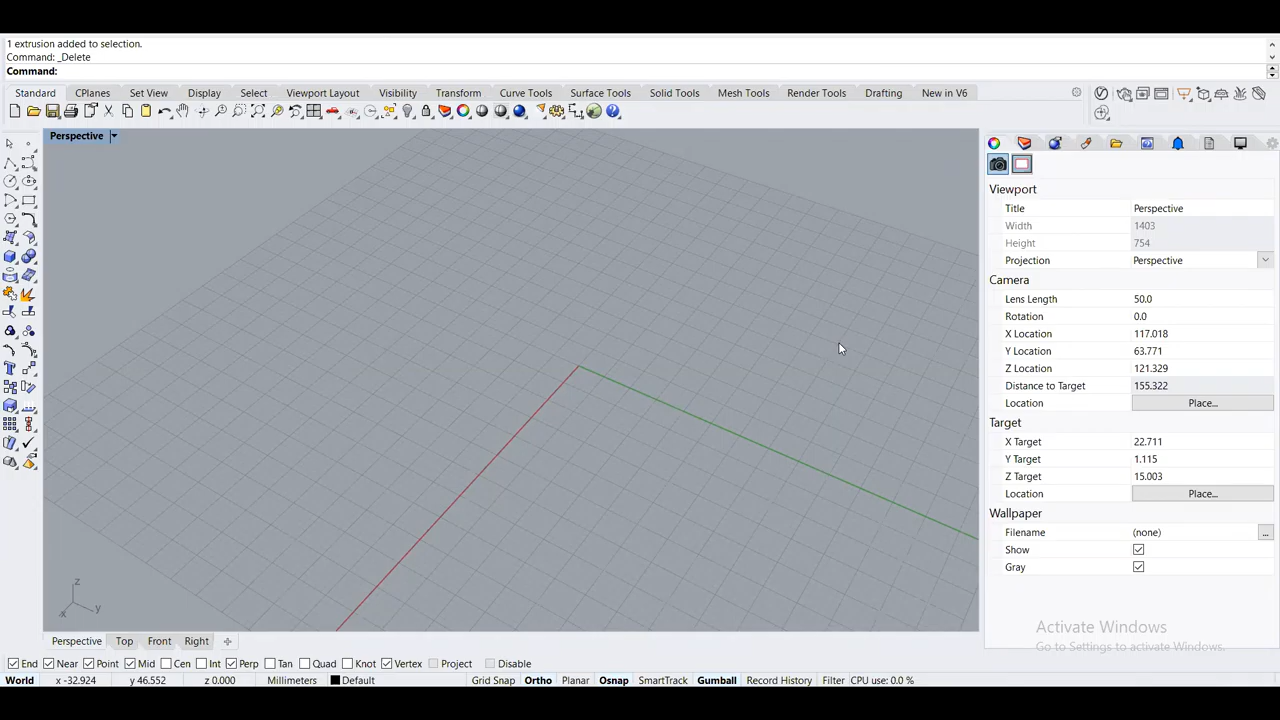 1 extrusion added to selection.
Command: _Delete
Command:
Standard CPlanes Set View Display Select Viewport Layout Visibility Transform Curve Tools Surface Tools Solid Tools Mesh Tools Render Tools Drafting New in V6
Perspective
Viewport
Title Perspective
Width 1403
Height 754
Projection Perspective
Camera
Lens Length 50.0
Rotation 0.0
X Location 117.018
Y Location 63.771
Z Location 121.329
Distance to Target 155.322
Location Place...
Target
X Target 22.711
Y Target 1.115
Z Target 15.003
Location Place...
Wallpaper
Filename (none) ...
Show
Gray
z
x y
Activate Windows
Go to Settings to activate Windows.
Perspective Top Front Right
End Near Point Mid Cen Int Perp Tan Quad Knot Vertex Project Disable
World x -32.924 y 46.552 z 0.000 Millimeters Default Grid Snap Ortho Planar Osnap SmartTrack Gumball Record History Filter CPU use: 0.0 %